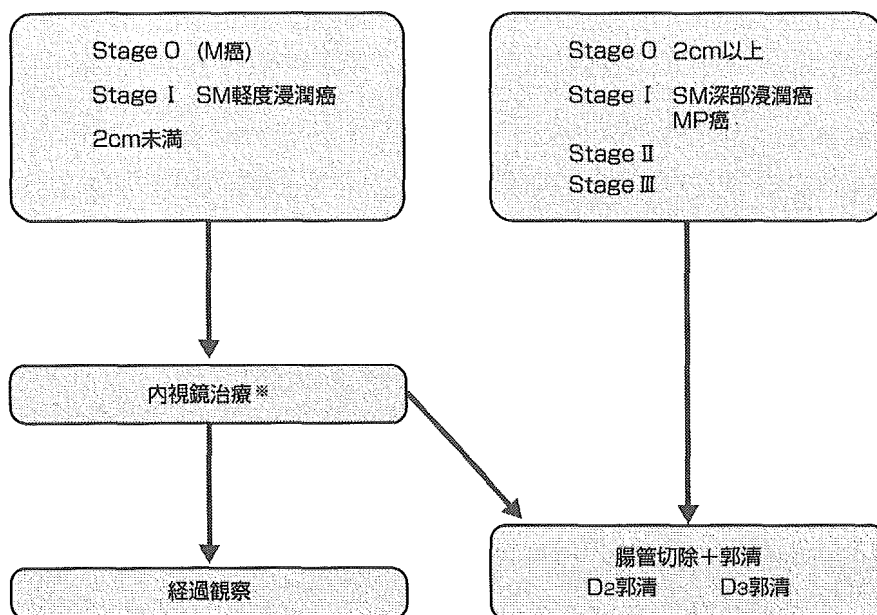 Stage 0 (M癌)
Stage Ⅰ SM軽度浸潤癌
2cm未満
Stage 0 2cm以上
Stage Ⅰ SM深部浸潤癌
MP癌
Stage Ⅱ
Stage Ⅲ
内視鏡治療※
経過観察
腸管切除+郭清
D2郭清 D3郭清